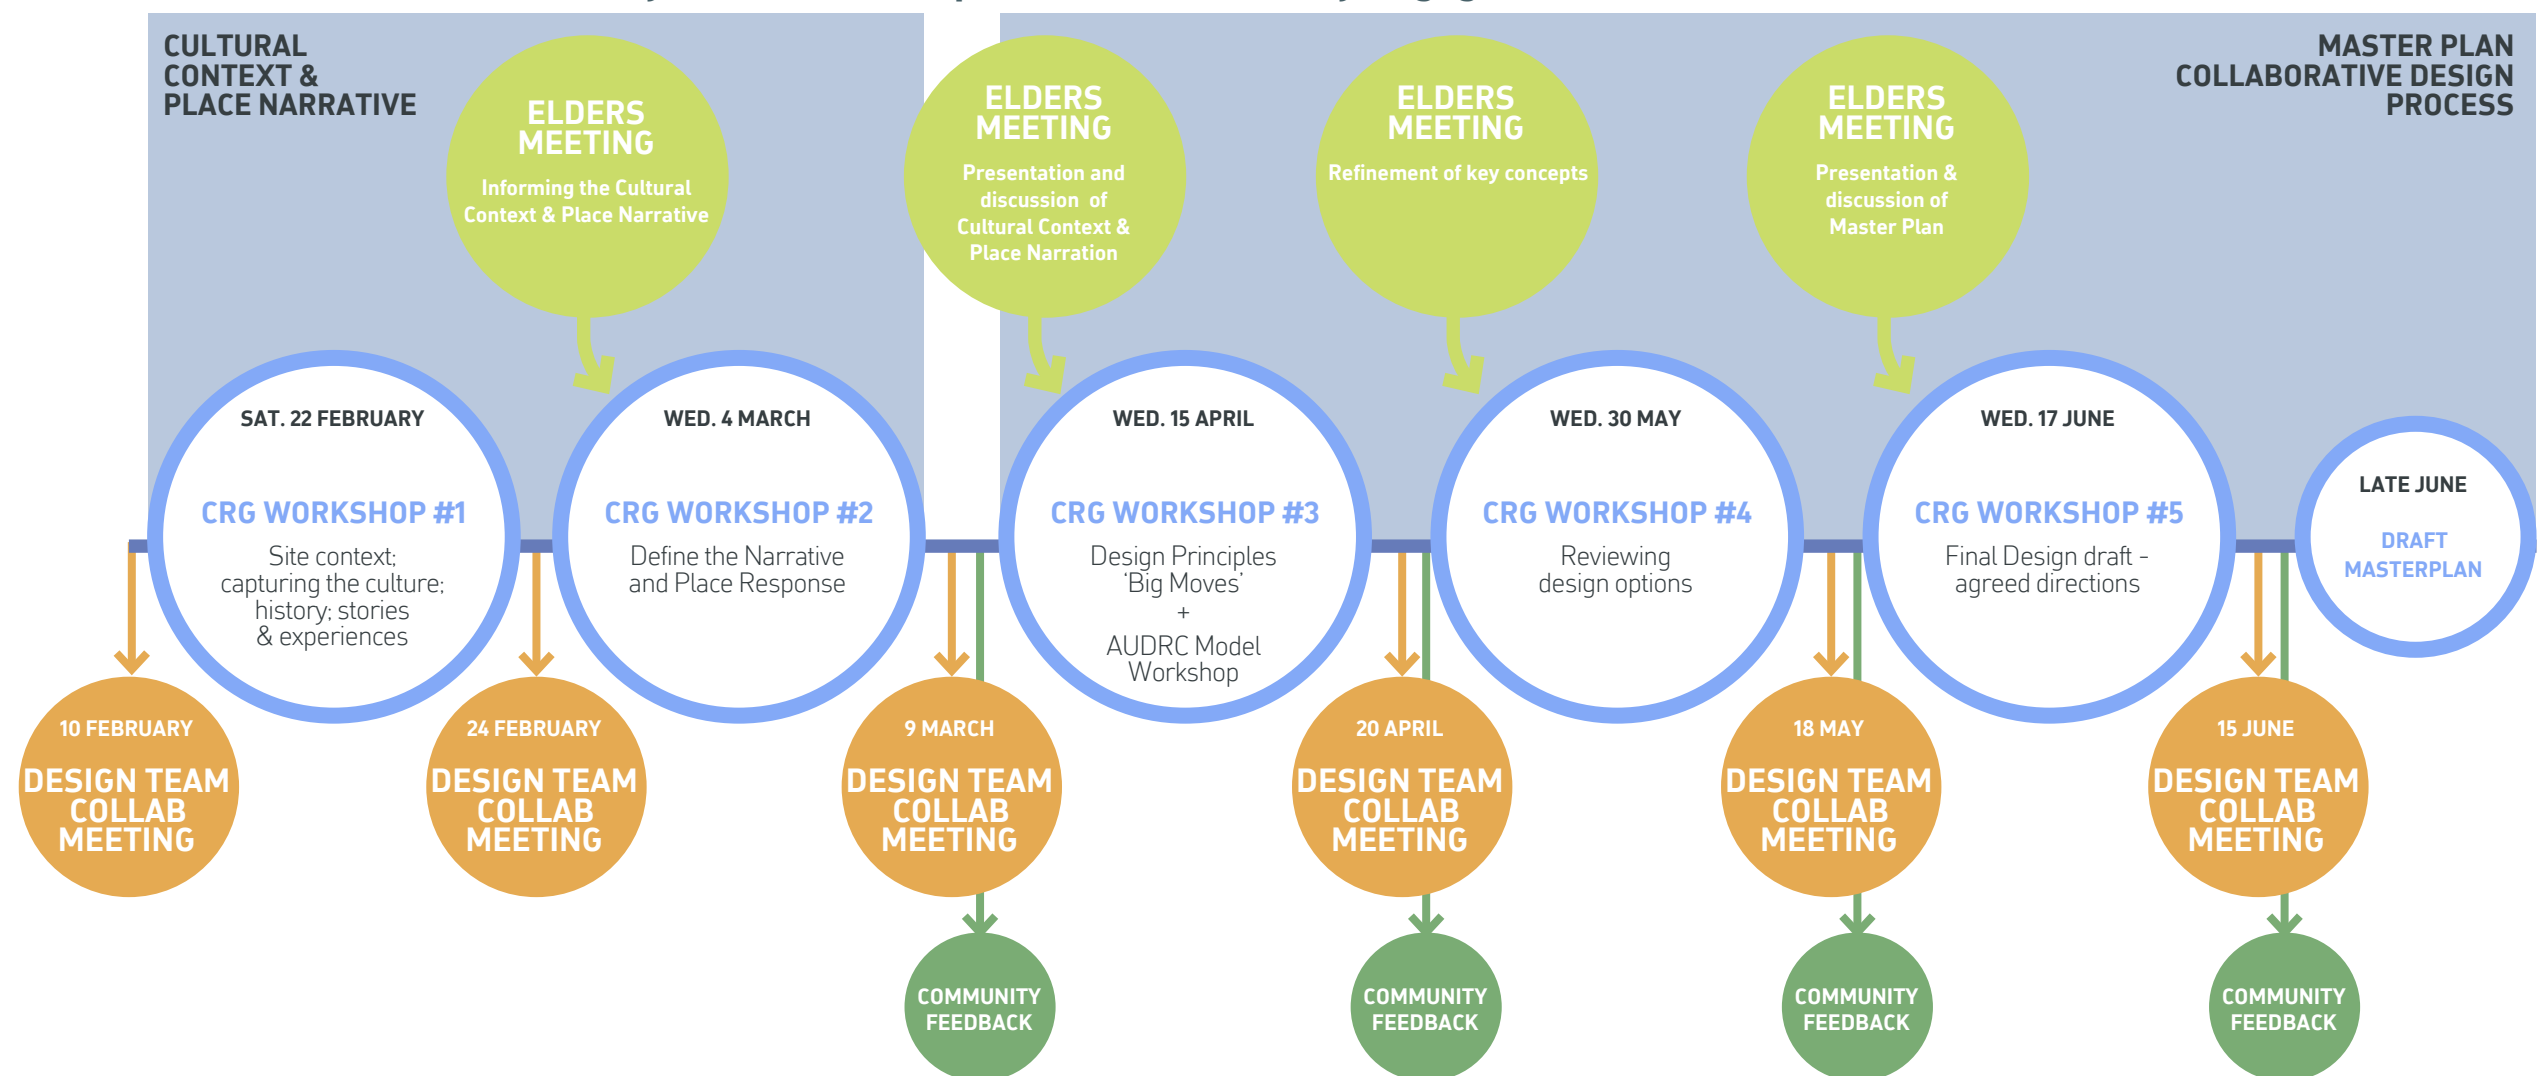 CULTURAL
CONTEXT &
PLACE NARRATIVE
MASTER PLAN
COLLABORATIVE DESIGN
PROCESS
ELDERS
MEETING
Informing the Cultural
Context & Place Narrative
ELDERS
MEETING
Presentation and
discussion of
Cultural Context &
Place Narration
ELDERS
MEETING
Refinement of key concepts
ELDERS
MEETING
Presentation &
discussion of
Master Plan
SAT. 22 FEBRUARY
CRG WORKSHOP #1
Site context;
capturing the culture;
history; stories
& experiences
WED. 4 MARCH
CRG WORKSHOP #2
Define the Narrative
and Place Response
WED. 15 APRIL
CRG WORKSHOP #3
Design Principles
'Big Moves'
+
AUDRC Model
Workshop
WED. 30 MAY
CRG WORKSHOP #4
Reviewing
design options
WED. 17 JUNE
CRG WORKSHOP #5
Final Design draft -
agreed directions
LATE JUNE
DRAFT
MASTERPLAN
10 FEBRUARY
DESIGN TEAM
COLLAB
MEETING
24 FEBRUARY
DESIGN TEAM
COLLAB
MEETING
9 MARCH
DESIGN TEAM
COLLAB
MEETING
20 APRIL
DESIGN TEAM
COLLAB
MEETING
18 MAY
DESIGN TEAM
COLLAB
MEETING
15 JUNE
DESIGN TEAM
COLLAB
MEETING
COMMUNITY
FEEDBACK
COMMUNITY
FEEDBACK
COMMUNITY
FEEDBACK
COMMUNITY
FEEDBACK